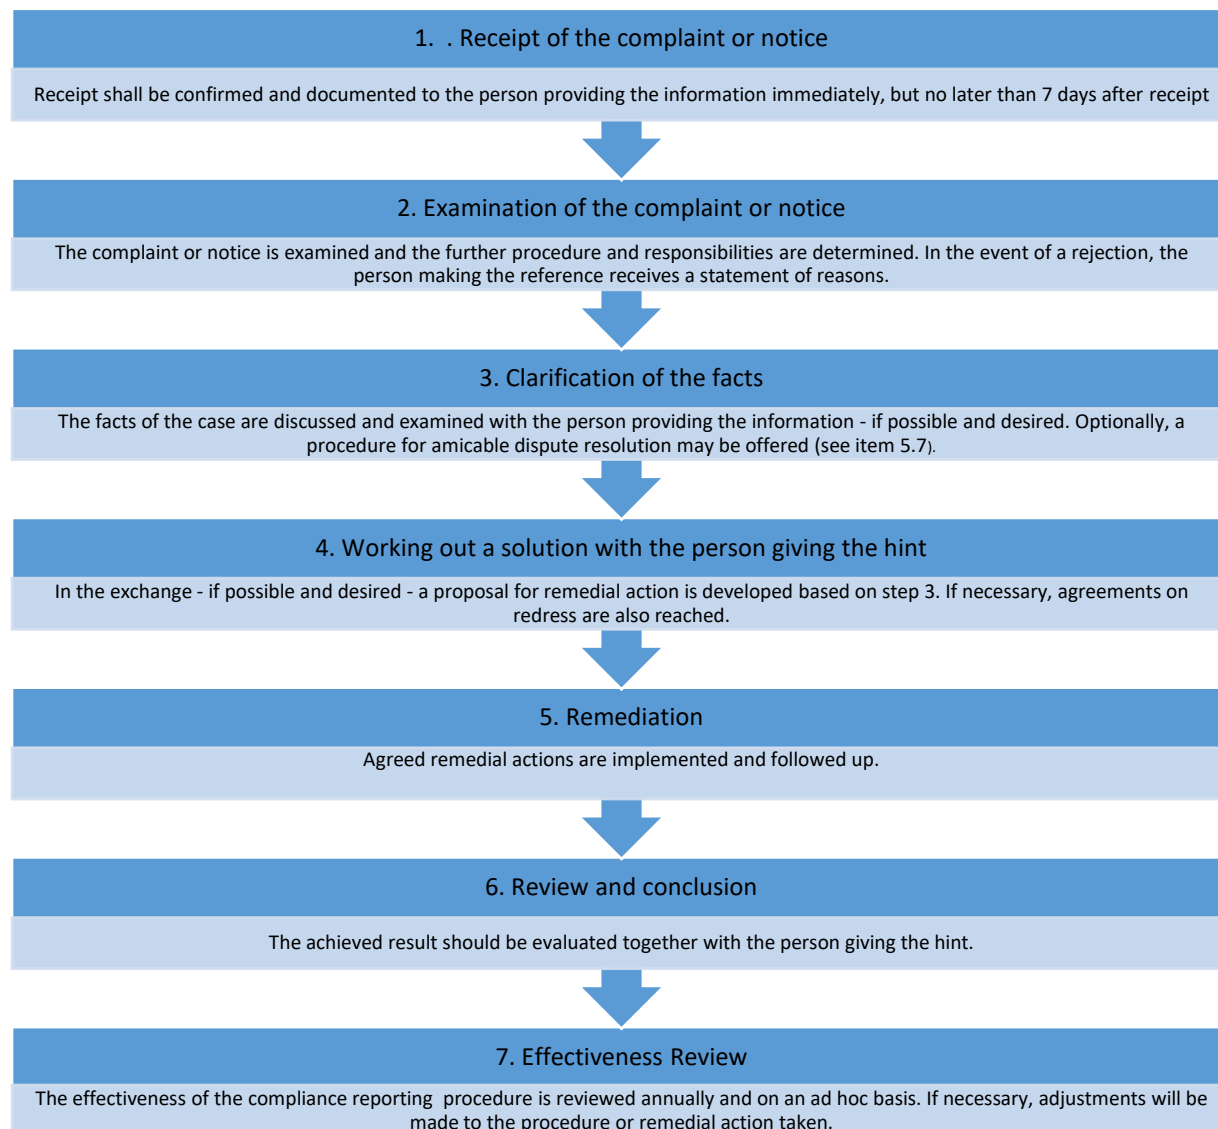 1. . Receipt of the complaint or notice
Receipt shall be confirmed and documented to the person providing the information immediately, but no later than 7 days after receipt
2. Examination of the complaint or notice
The complaint or notice is examined and the further procedure and responsibilities are determined. In the event of a rejection, the
person making the reference receives a statement of reasons.
3. Clarification of the facts
The facts of the case are discussed and examined with the person providing the information - if possible and desired. Optionally, a
procedure for amicable dispute resolution may be offered (see item 5.7).
4. Working out a solution with the person giving the hint
In the exchange - if possible and desired - a proposal for remedial action is developed based on step 3. If necessary, agreements on
redress are also reached.
5. Remediation
Agreed remedial actions are implemented and followed up.
6. Review and conclusion
The achieved result should be evaluated together with the person giving the hint.
7. Effectiveness Review
The effectiveness of the compliance reporting procedure is reviewed annually and on an ad hoc basis. If necessary, adjustments will be
made to the procedure or remedial action taken.